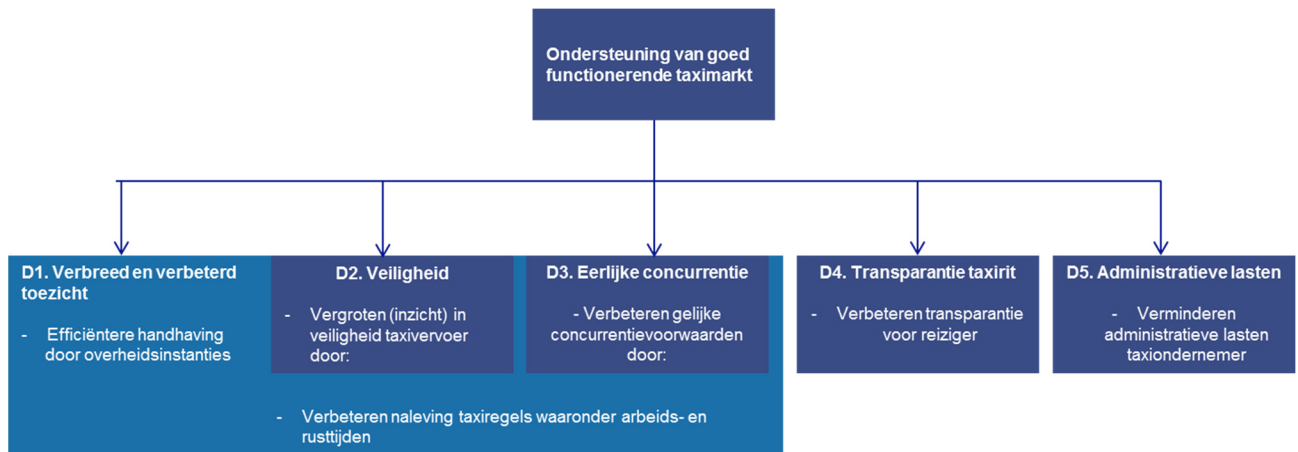 Ondersteuning van goed
functionerende taximarkt
D1. Verbreed en verbeterd
toezicht
- Efficiëntere handhaving
door overheidsinstanties
D2. Veiligheid
- Vergroten (inzicht) in
veiligheid taxivervoer
door:
D3. Eerlijke concurrentie
- Verbeteren gelijke
concurrentievoorwaarden
door:
- Verbeteren naleving taxiregels waaronder arbeids- en
rusttijden
D4. Transparantie taxirit
- Verbeteren transparantie
voor reiziger
D5. Administratieve lasten
- Verminderen
administratieve lasten
taxiondernemer